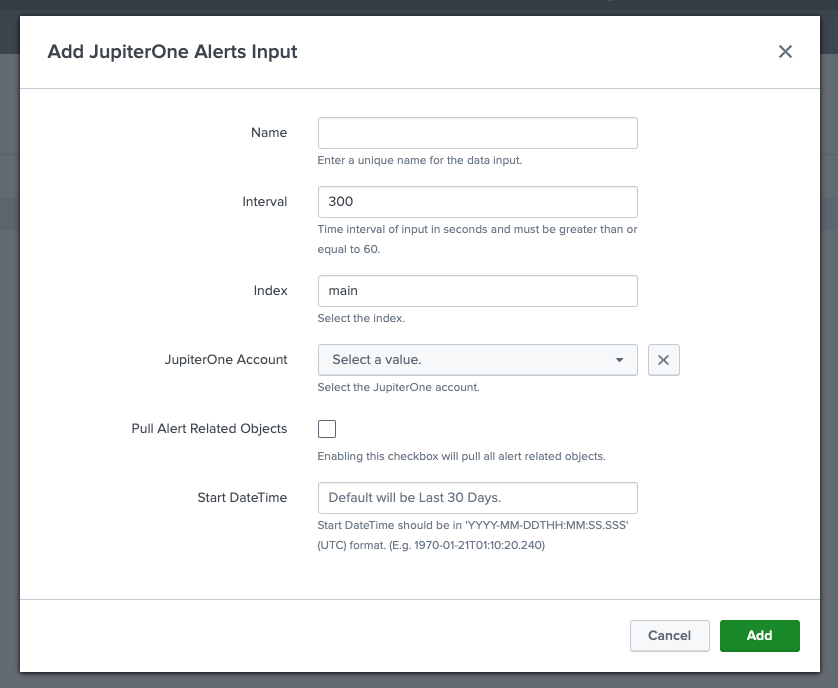 Add JupiterOne Alerts Input
Name
Enter a unique name for the data input.
Interval
300
Time interval of input in seconds and must be greater than or
equal to 60.
Index
main
Select the index.
JupiterOne Account
Select a value.
Select the JupiterOne account.
Pull Alert Related Objects
Enabling this checkbox will pull all alert related objects.
Start DateTime
Default will be Last 30 Days.
Start DateTime should be in 'YYYY-MM-DDTHH:MM:SS.SSS'
(UTC) format. (E.g. 1970-01-21T01:10:20.240)
Cancel
Add